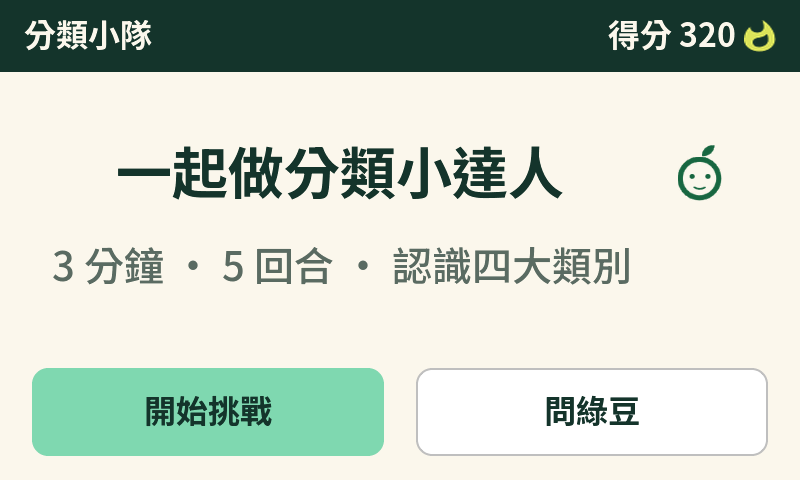 分類小隊
得分 320
一起做分類小達人
3 分鐘 · 5 回合 · 認識四大類別
開始挑戰
問綠豆